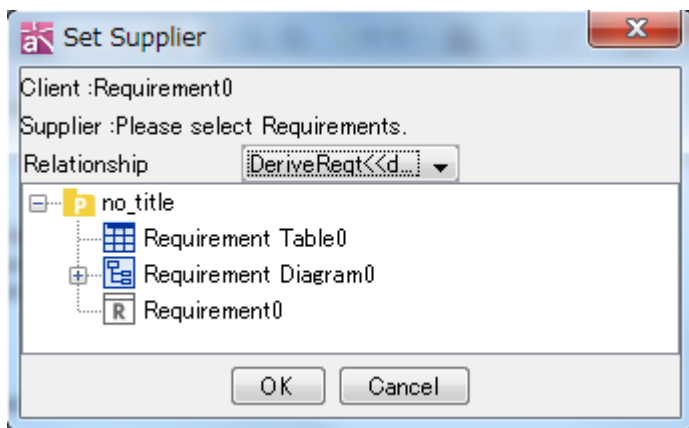 Set Supplier
Client :Requirement0
Supplier :Please select Requirements.
Relationship DeriveReqt<<d...
no_title
Requirement Table0
Requirement Diagram0
R Requirement0
OK Cancel